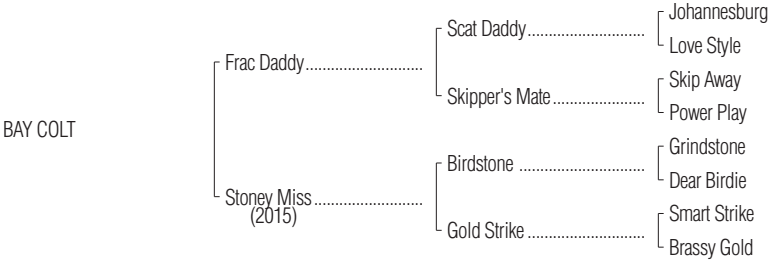 Johannesburg
Scat Daddy
Love Style
Frac Daddy
Skip Away
Skipper's Mate
Power Play
BAY COLT
Grindstone
Birdstone
Dear Birdie
Stoney Miss
(2015)
Smart Strike
Gold Strike
Brassy Gold